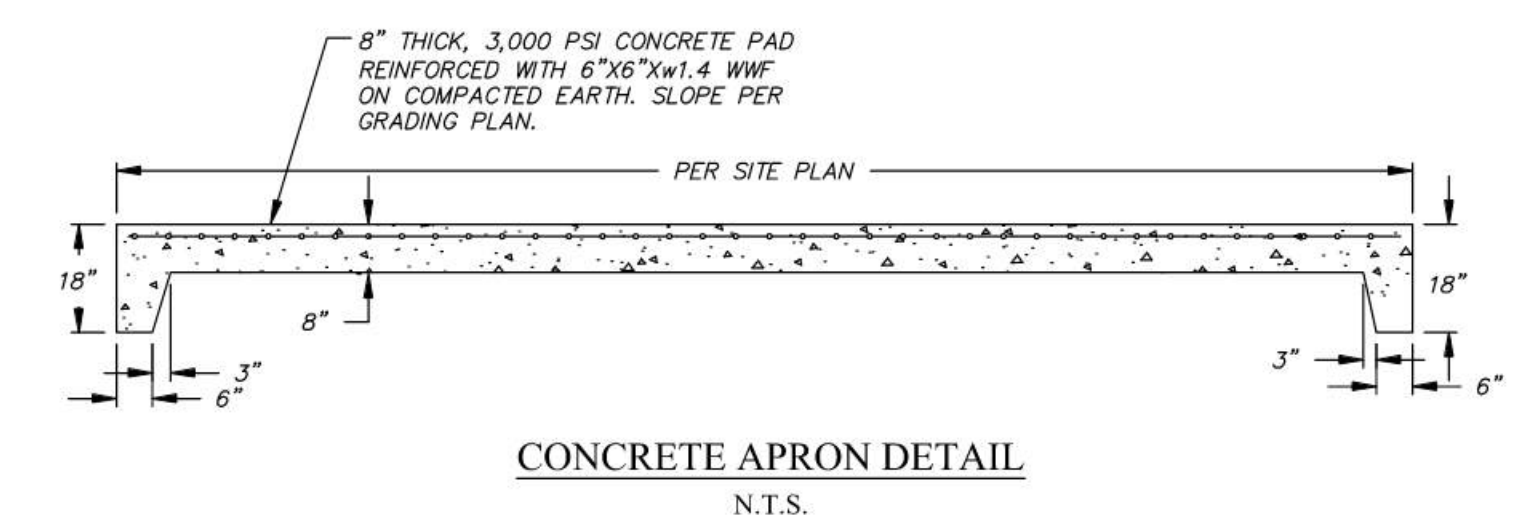 8" THICK, 3,000 PSI CONCRETE PAD
REINFORCED WITH 6"X6"Xw1.4 WWF
ON COMPACTED EARTH. SLOPE PER
GRADING PLAN.
PER SITE PLAN
18"
18"
8"
3"
6"
3"
6"
CONCRETE APRON DETAIL
N.T.S.